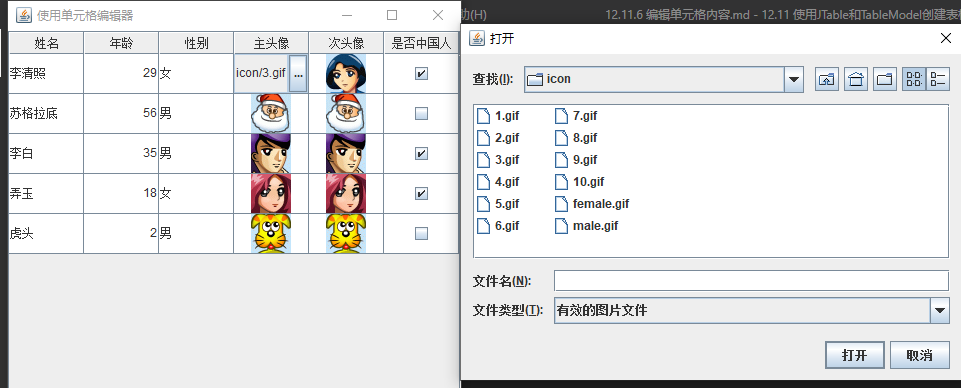 使用单元格编辑器
助(H)
12.11.6 编辑单元格内容.md - 12.11 使用JTable和TableModel创建表格
姓名 年龄 性别 主头像 次头像 是否中国人
李清照 29 女 icon/3.gif ...
苏格拉底 56 男
李白 35 男
弄玉 18 女
虎头 2 男
打开
查找(I): icon
1.gif 7.gif
2.gif 8.gif
3.gif 9.gif
4.gif 10.gif
5.gif female.gif
6.gif male.gif
文件名(N):
文件类型(T): 有效的图片文件
打开 取消